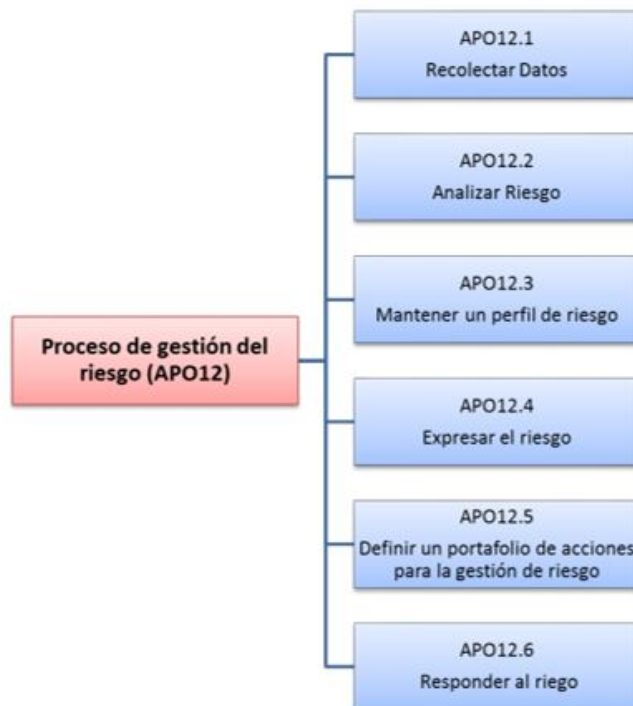 Proceso de gestión del
riesgo (APO12)
APO12.1
Recolectar Datos
APO12.2
Analizar Riesgo
APO12.3
Mantener un perfil de riesgo
APO12.4
Expresar el riesgo
APO12.5
Definir un portafolio de acciones
para la gestión de riesgo
APO12.6
Responder al riego